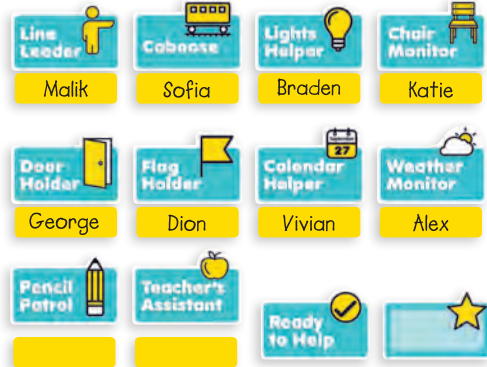 Line
Leader
Malik
Caboose
Sofia
Lights
Helper
Braden
Chair
Monitor
Katie
Door
Holder
George
Flag
Holder
Dion
September
27
Calendar
Helper
Vivian
Weather
Monitor
Alex
Pencil
Patrol
Teacher's
Assistant
Ready
to Help